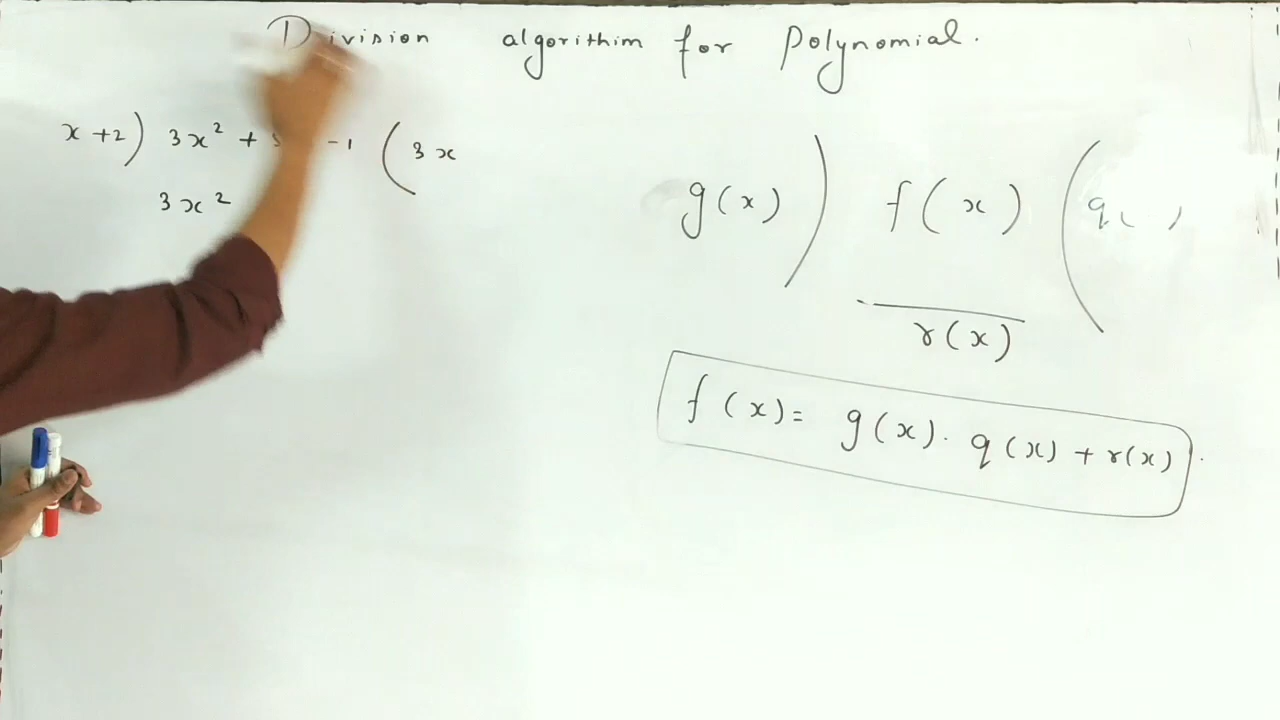 Division algorithim for Polynomial.
x +2) 3x² + -1 ( 3x
3x²
g(x) ) f(x) ( q( )
r(x)
f(x) = g(x). q(x) + r(x).